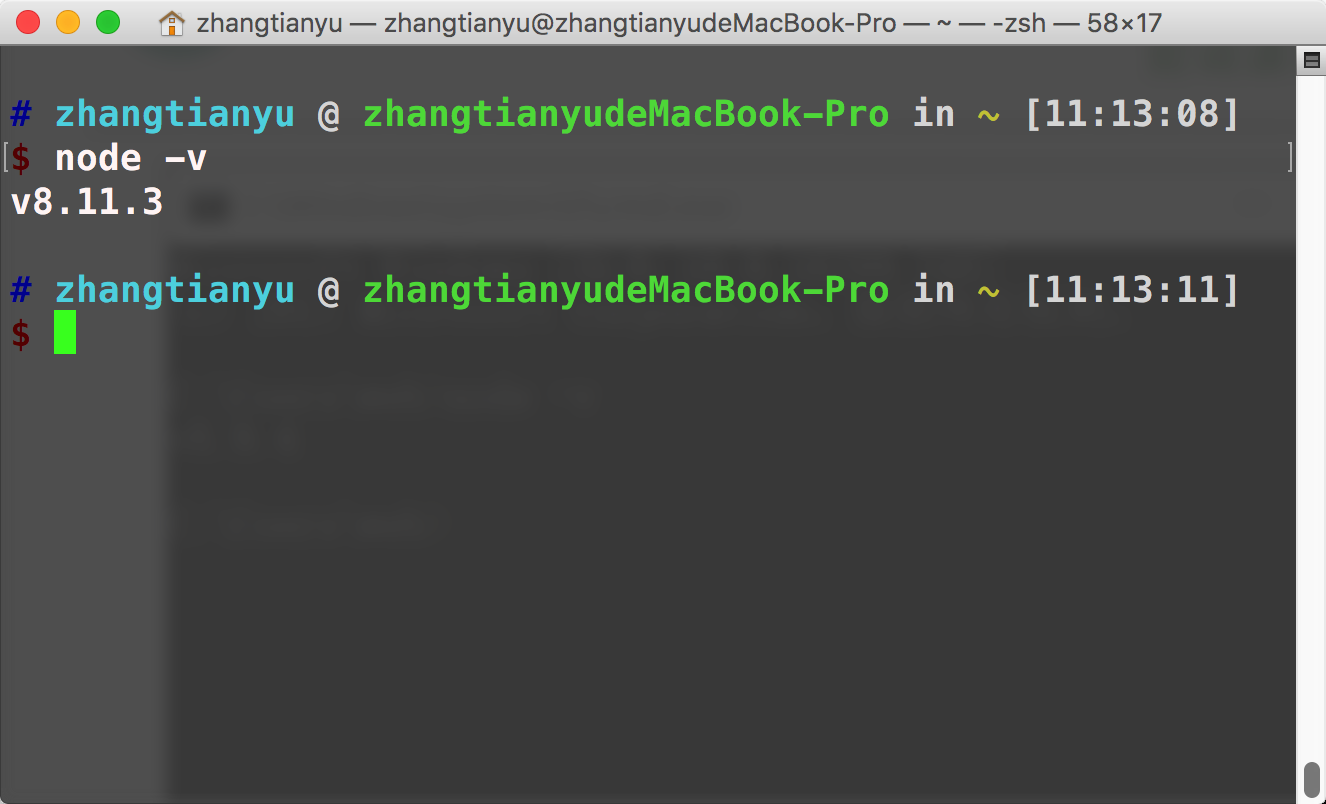 zhangtianyu — zhangtianyu@zhangtianyudeMacBook-Pro — ~ — -zsh — 58×17
# zhangtianyu @ zhangtianyudeMacBook-Pro in ~ [11:13:08]
[$ node -v ]
v8.11.3
# zhangtianyu @ zhangtianyudeMacBook-Pro in ~ [11:13:11]
$